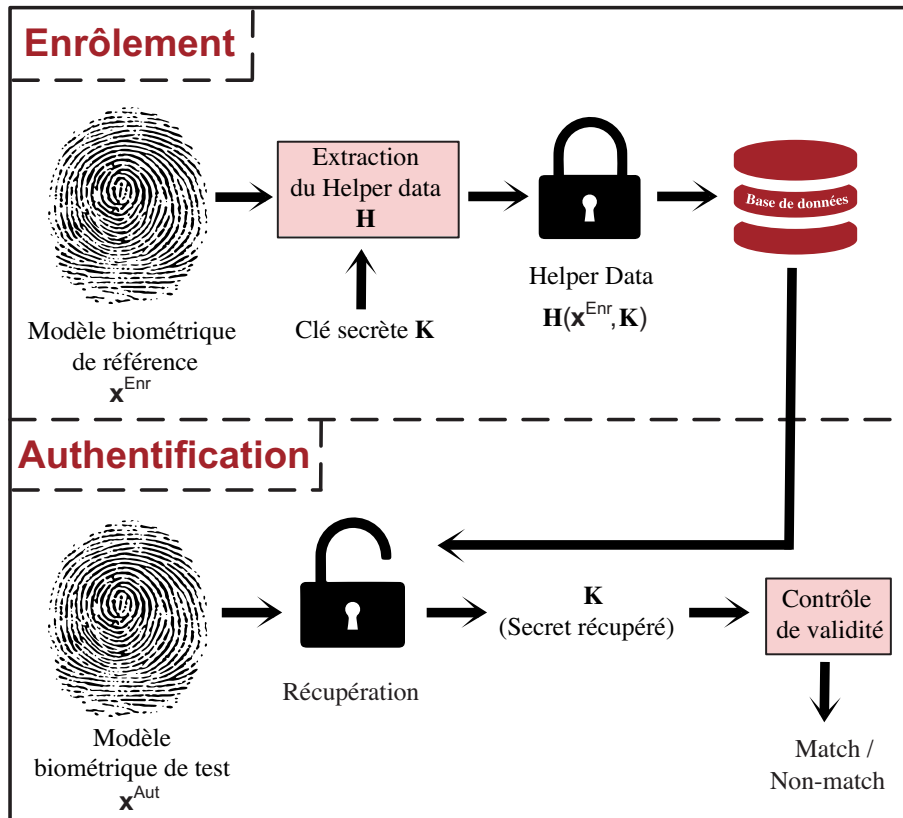 Enrôlement
Extraction
du Helper data
H
Base de données
Helper Data
H(x^Enr, K)
Clé secrète K
Modèle biométrique
de référence
x^Enr
Authentification
K
(Secret récupéré)
Contrôle
de validité
Récupération
Modèle
biométrique de test
x^Aut
Match /
Non-match